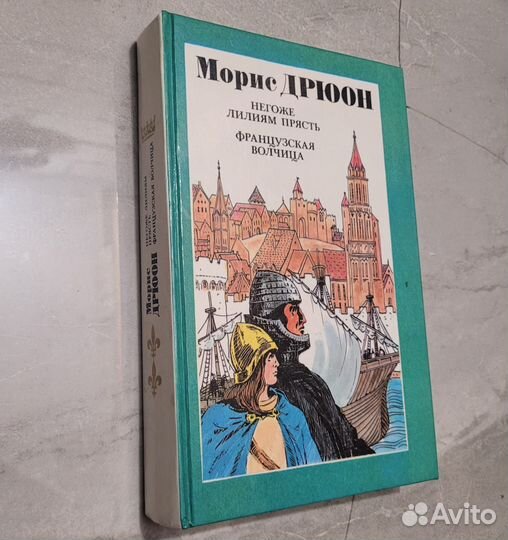 Морис ДРЮОН
НЕГОЖЕ
ЛИЛИЯМ ПРЯСТЬ
ФРАНЦУЗСКАЯ
ВОЛЧИЦА
Морис
ДРЮОН
НЕГОЖЕ ЛИЛИЯМ
ПРЯСТЬ
ФРАНЦУЗСКАЯ ВОЛЧИЦА
Avito